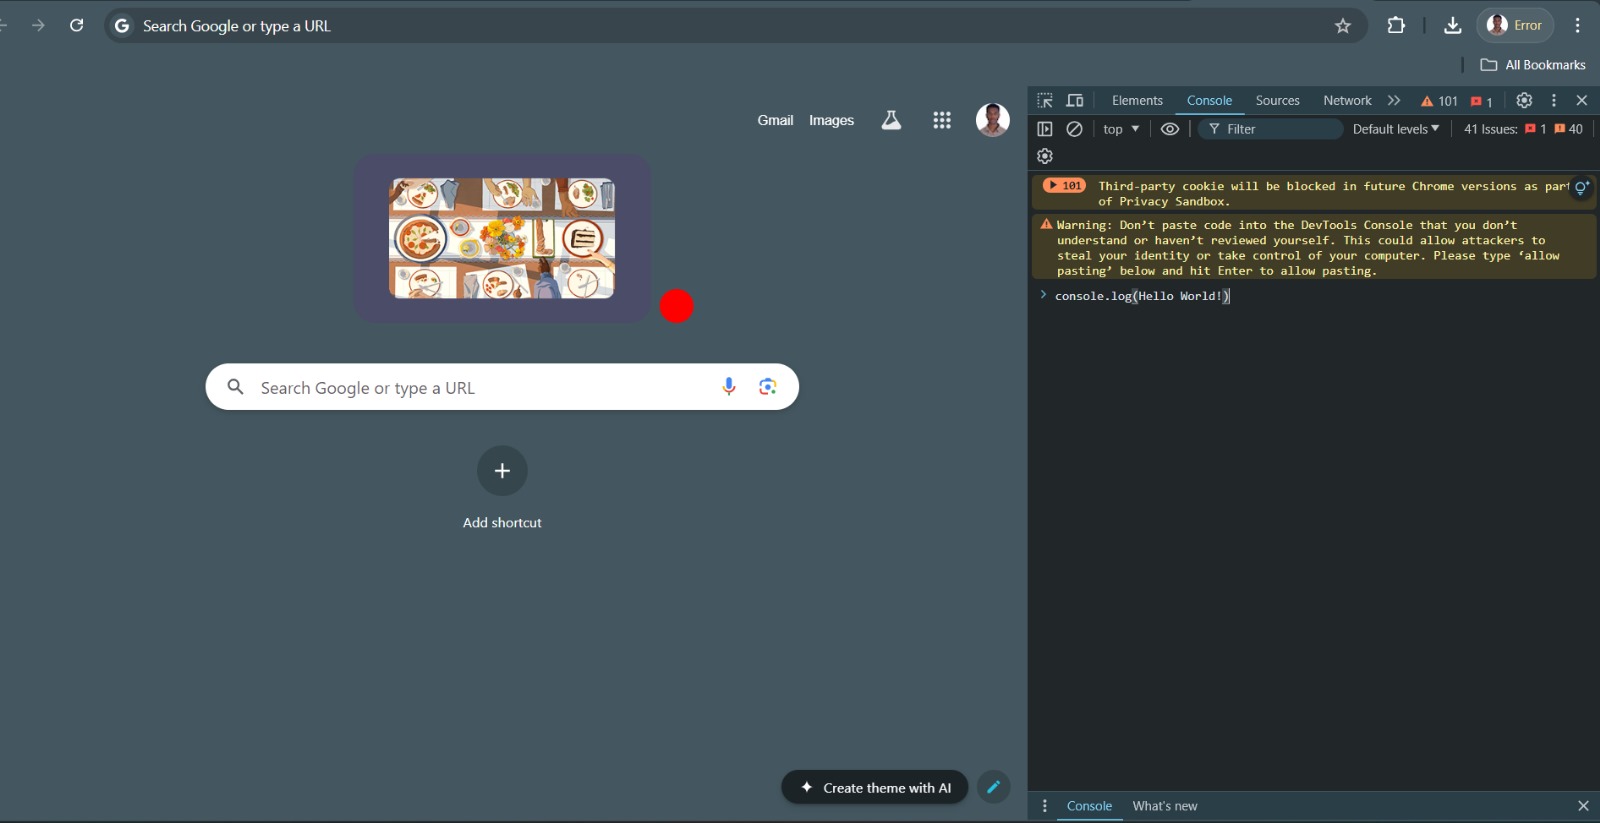 Search Google or type a URL
Error
All Bookmarks
Gmail
Images
Search Google or type a URL
Add shortcut
Create theme with AI
Elements
Console
Sources
Network
101
1
top
Filter
Default levels
41 Issues:
1
40
101
Third-party cookie will be blocked in future Chrome versions as part
of Privacy Sandbox.
Warning: Don’t paste code into the DevTools Console that you don’t
understand or haven’t reviewed yourself. This could allow attackers to
steal your identity or take control of your computer. Please type ‘allow
pasting’ below and hit Enter to allow pasting.
console.log(Hello World!)
Console
What's new